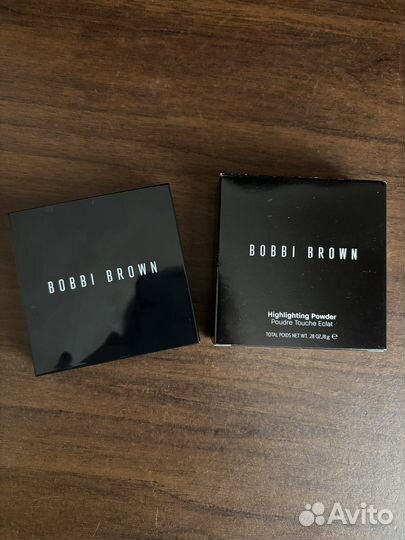 BOBBI BROWN
BOBBI BROWN
Highlighting Powder
Poudre Touche Eclat
TOTAL POIDS NET WT. .28 OZ./8g ℮
Avito